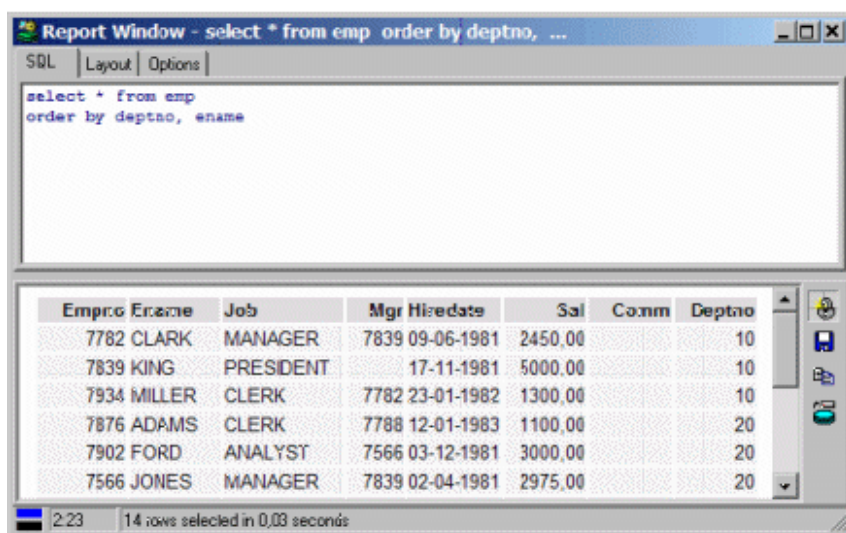 Report Window - select * from emp order by deptno, ...
SQL Layout Options
select * from emp
order by deptno, ename
Empno Ename Job Mgr Hiredate Sal Comm Deptno
7782 CLARK MANAGER 7839 09-06-1981 2450,00 10
7839 KING PRESIDENT 17-11-1981 5000,00 10
7934 MILLER CLERK 7782 23-01-1982 1300,00 10
7876 ADAMS CLERK 7788 12-01-1983 1100,00 20
7902 FORD ANALYST 7566 03-12-1981 3000,00 20
7566 JONES MANAGER 7839 02-04-1981 2975,00 20
2:23 14 rows selected in 0,03 seconds